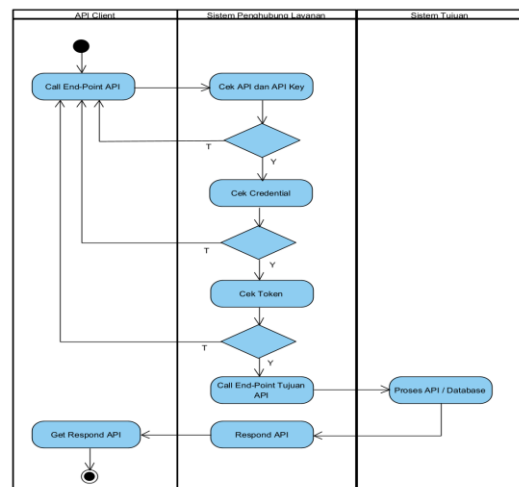 API Client
Sistem Penghubung Layanan
Sistem Tujuan
Call End-Point API
Cek API dan API Key
T
Y
Cek Credential
T
Y
Cek Token
T
Y
Call End-Point Tujuan
API
Proses API / Database
Get Respond API
Respond API